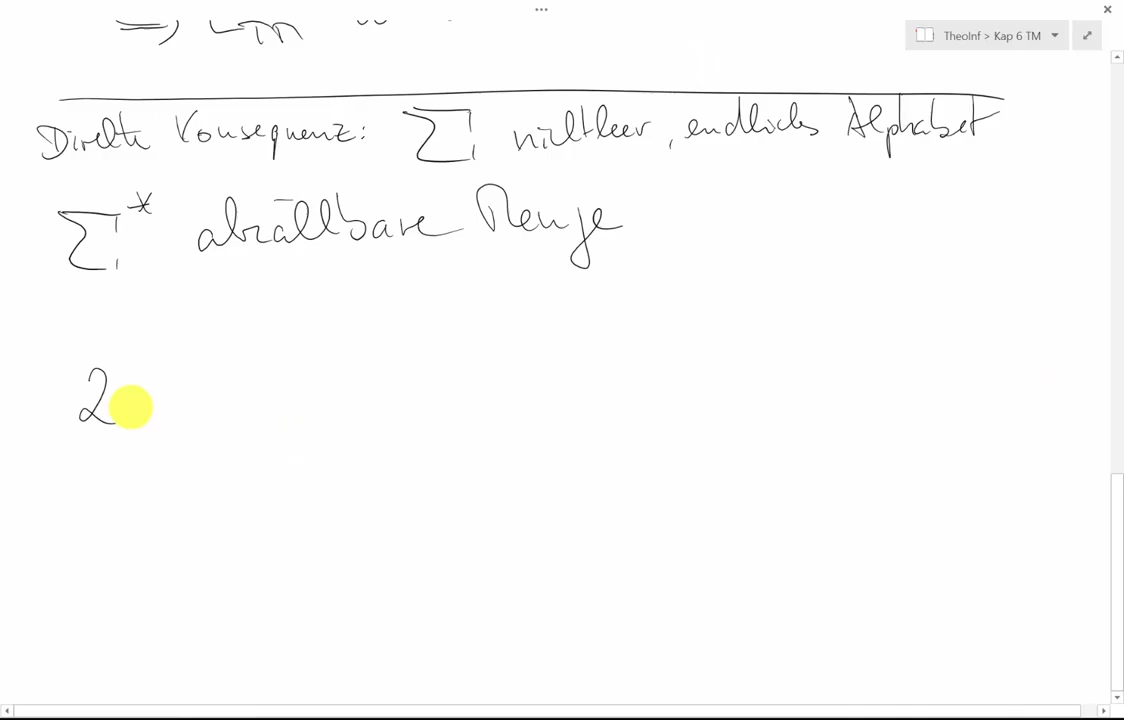 TheoInf > Kap 6 TM
Direkte Konsequenz: Σ nichtleer, endliches Alphabet
Σ* abzählbare Menge
2